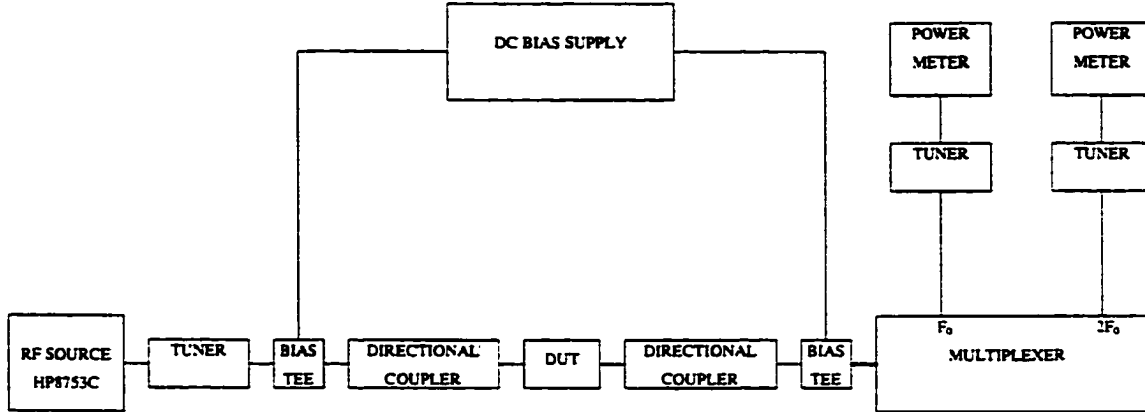 DC BIAS SUPPLY
POWER
METER
POWER
METER
TUNER
TUNER
F₀
2F₀
RF SOURCE
HP8753C
TUNER
BIAS
TEE
DIRECTIONAL
COUPLER
DUT
DIRECTIONAL
COUPLER
BIAS
TEE
MULTIPLEXER